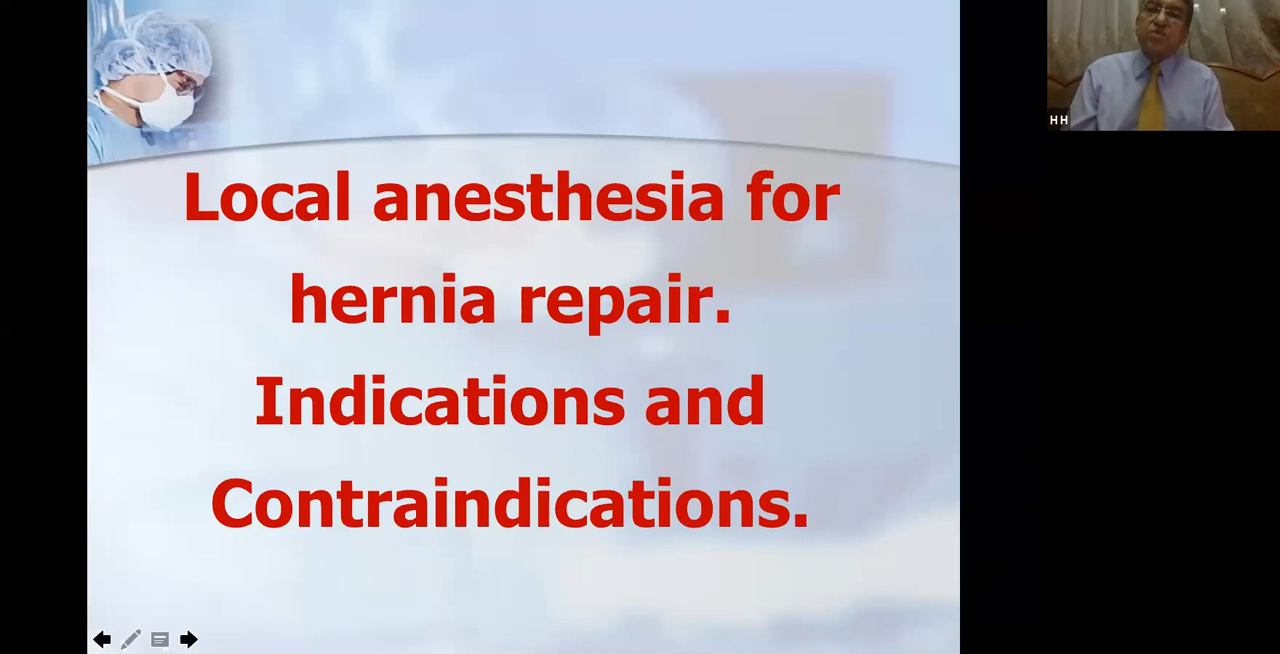 Local anesthesia for
hernia repair.
Indications and
Contraindications.
HH